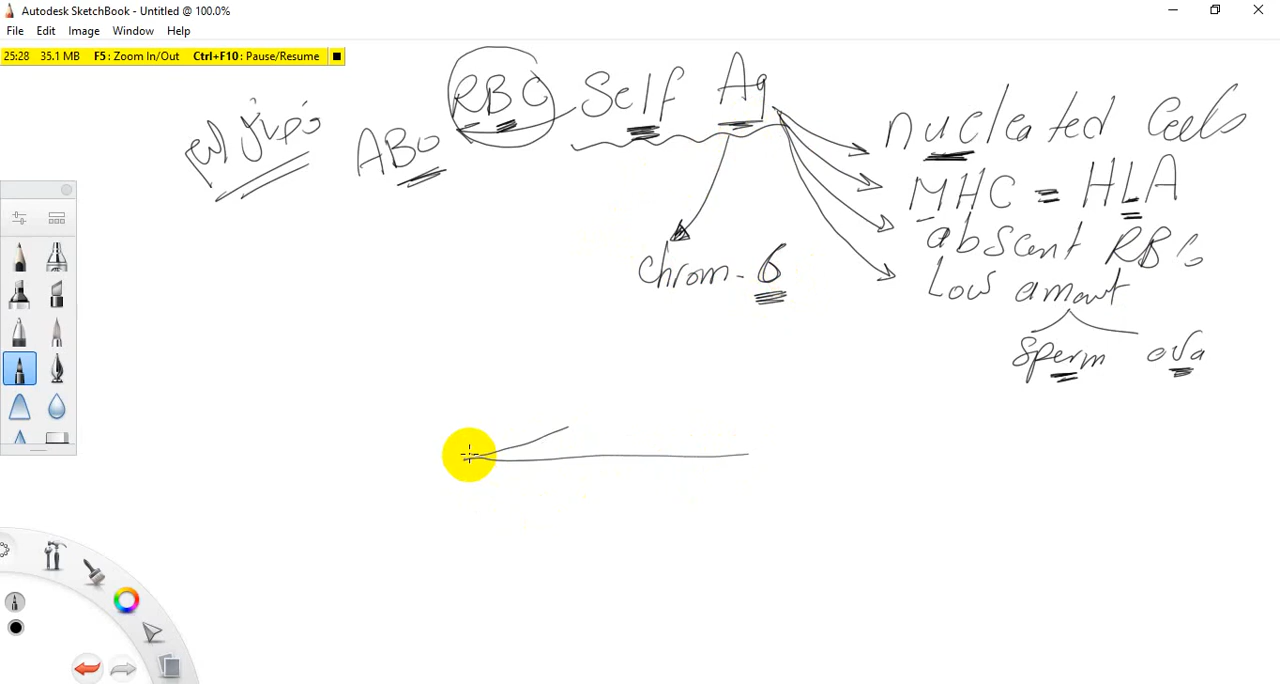 Autodesk SketchBook - Untitled @ 100.0%
File Edit Image Window Help
25:28 35.1 MB F5: Zoom In/Out Ctrl+F10: Pause/Resume
RBC Self Ag
ABO
nucleated Cells
MHC = HLA
abscent RBCs
Low amount
sperm ova
chrom - 6